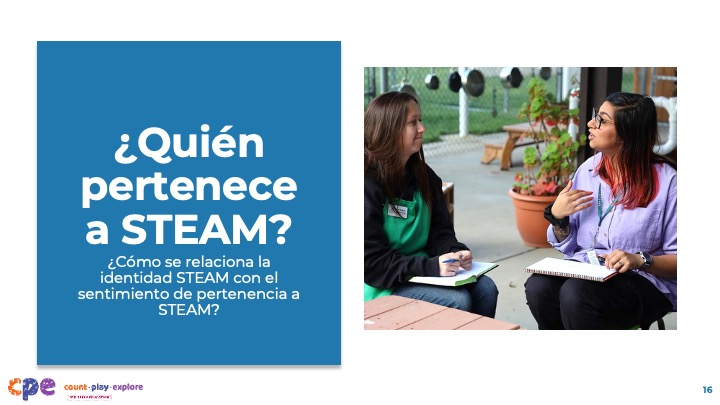 ¿Quién
pertenece
a STEAM?
¿Cómo se relaciona la
identidad STEAM con el
sentimiento de pertenencia a
STEAM?
cpe
count·play·explore
16